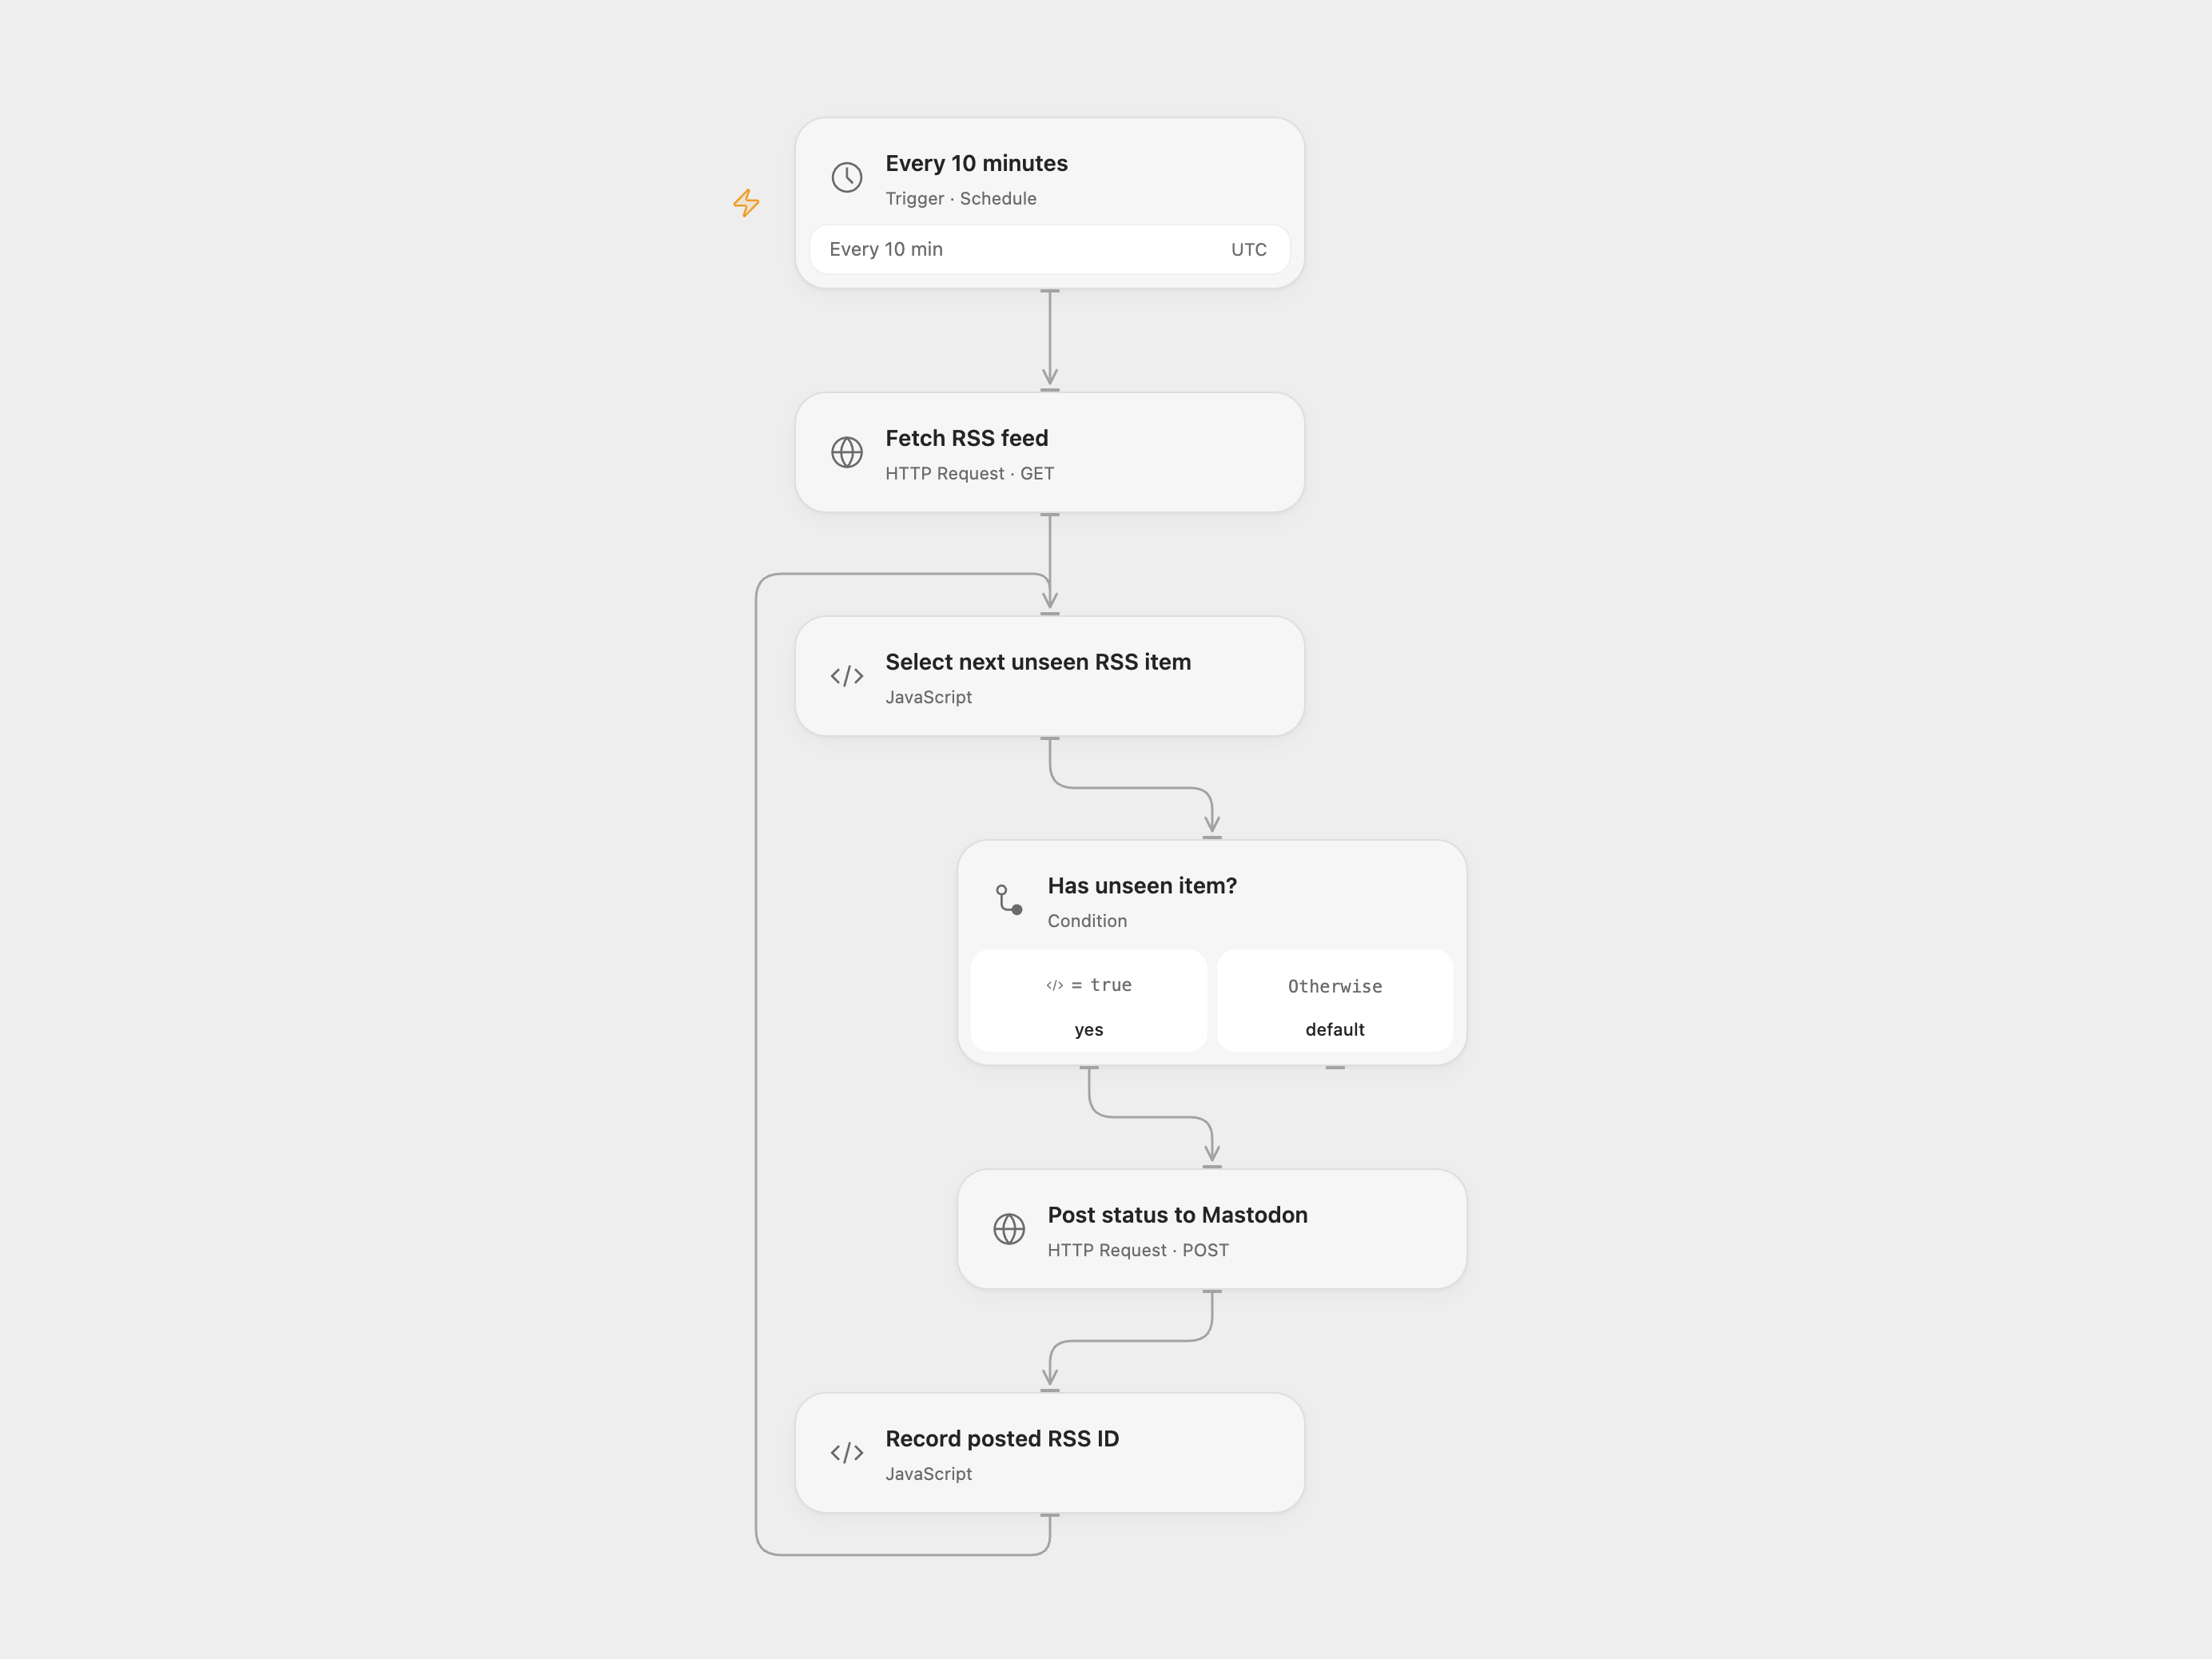 Every 10 minutes
Trigger · Schedule
Every 10 min UTC
Fetch RSS feed
HTTP Request · GET
Select next unseen RSS item
JavaScript
Has unseen item?
Condition
</> = true Otherwise
yes default
Post status to Mastodon
HTTP Request · POST
Record posted RSS ID
JavaScript